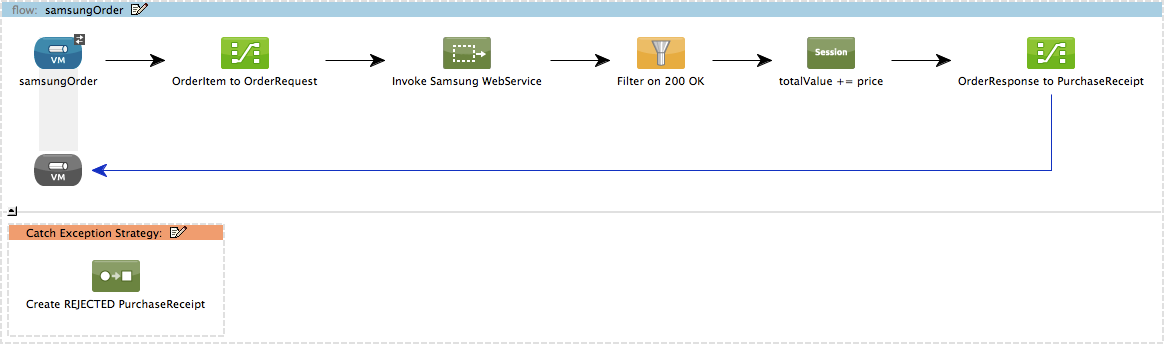 flow: samsungOrder
VM
Session
samsungOrder
OrderItem to OrderRequest
Invoke Samsung WebService
Filter on 200 OK
totalValue += price
OrderResponse to PurchaseReceipt
VM
Catch Exception Strategy:
Create REJECTED PurchaseReceipt